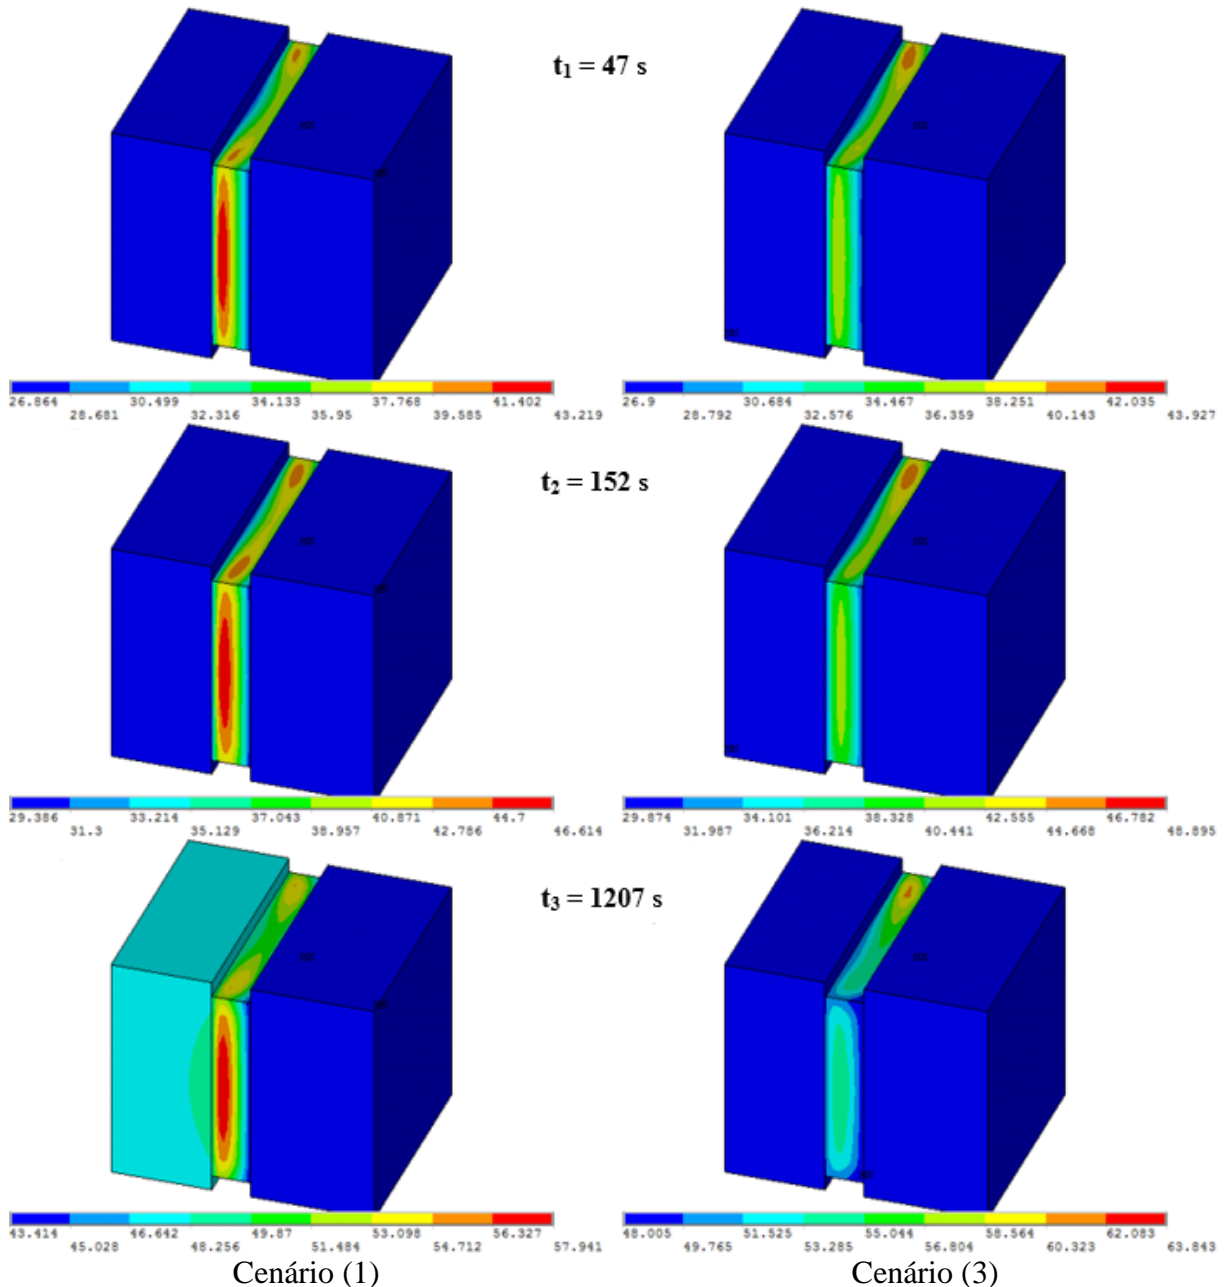 t₁ = 47 s
26.864 30.499 34.133 37.768 41.402
28.681 32.316 35.95 39.585 43.219
26.9 30.684 34.467 38.251 42.035
28.792 32.576 36.359 40.143 43.927
t₂ = 152 s
29.386 33.214 37.043 40.871 44.7
31.3 35.129 38.957 42.786 46.614
29.874 34.101 38.328 42.555 46.782
31.987 36.214 40.441 44.668 48.895
t₃ = 1207 s
43.414 46.642 49.87 53.098 56.327
45.028 48.256 51.484 54.712 57.941
48.005 51.525 55.044 58.564 62.083
49.765 53.285 56.804 60.323 63.843
Cenário (1)
Cenário (3)